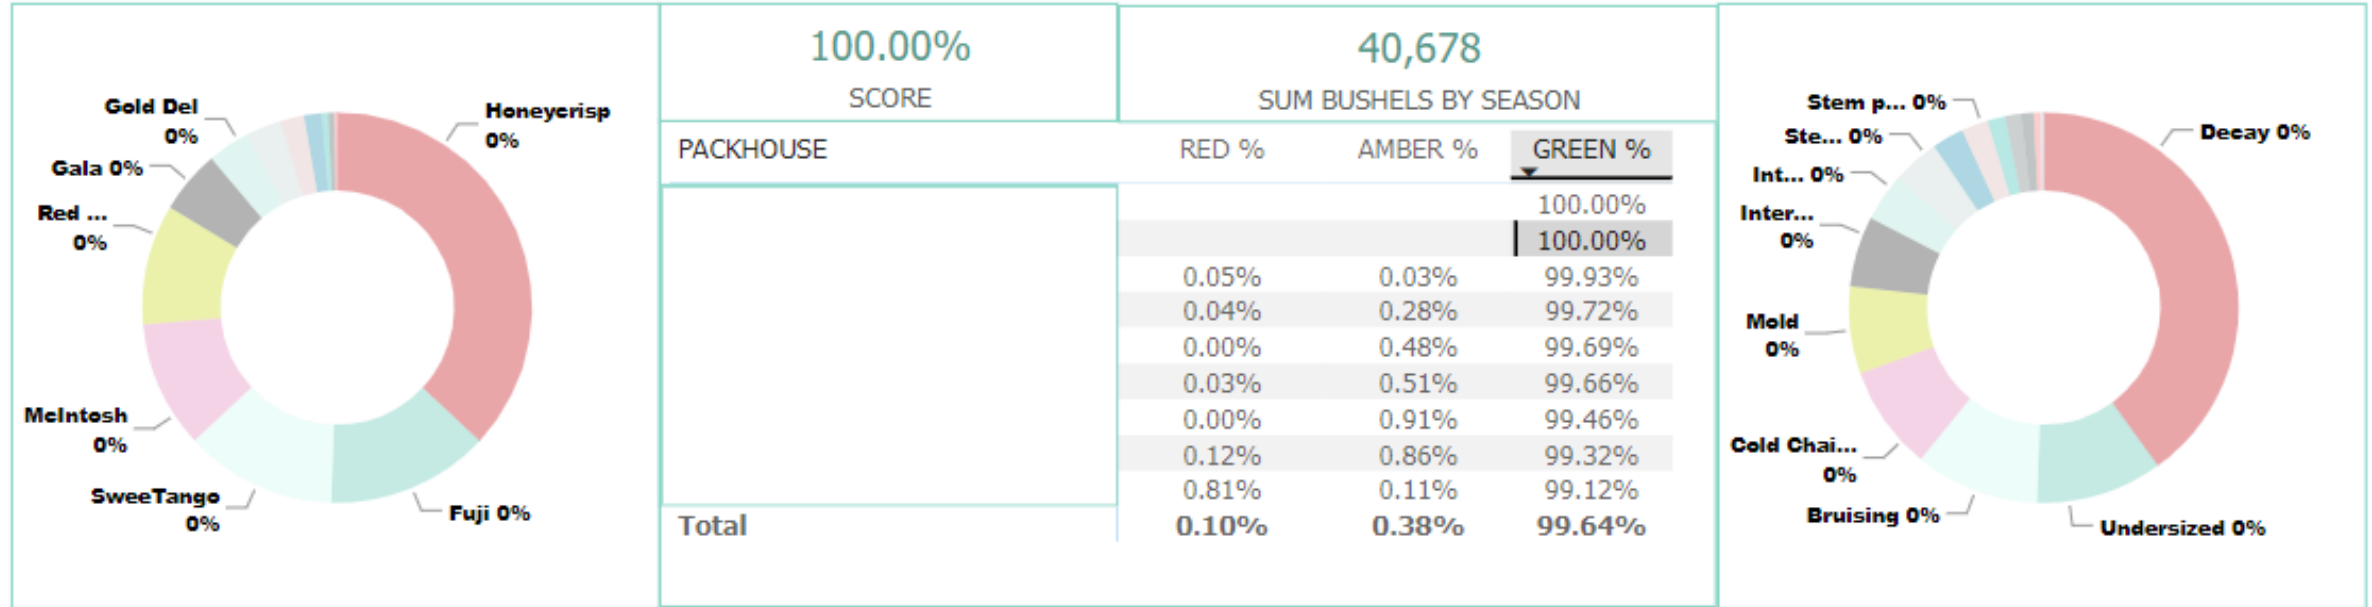 Gold Del
0%
Honeycrisp
0%
Gala 0%
Red ...
0%
McIntosh
0%
SweeTango
0%
Fuji 0%
100.00%
SCORE
40,678
SUM BUSHELS BY SEASON
PACKHOUSE RED % AMBER % GREEN %
100.00%
100.00%
0.05% 0.03% 99.93%
0.04% 0.28% 99.72%
0.00% 0.48% 99.69%
0.03% 0.51% 99.66%
0.00% 0.91% 99.46%
0.12% 0.86% 99.32%
0.81% 0.11% 99.12%
Total 0.10% 0.38% 99.64%
Stem p... 0%
Ste... 0%
Int... 0%
Inter...
0%
Mold
0%
Cold Chai...
0%
Bruising 0%
Undersized 0%
Decay 0%